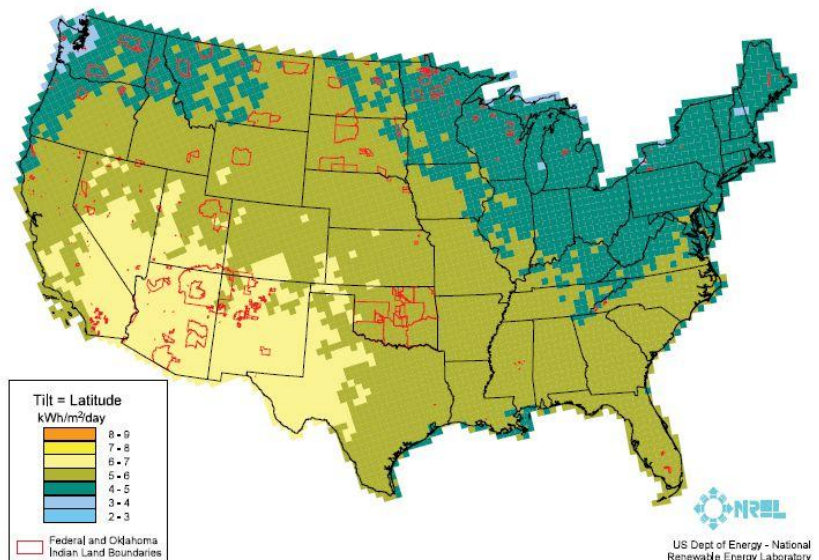 Tilt = Latitude
kWh/m²/day
8 - 9
7 - 8
6 - 7
5 - 6
4 - 5
3 - 4
2 - 3
Federal and Oklahoma
Indian Land Boundaries
NREL
US Dept of Energy - National
Renewable Energy Laboratory